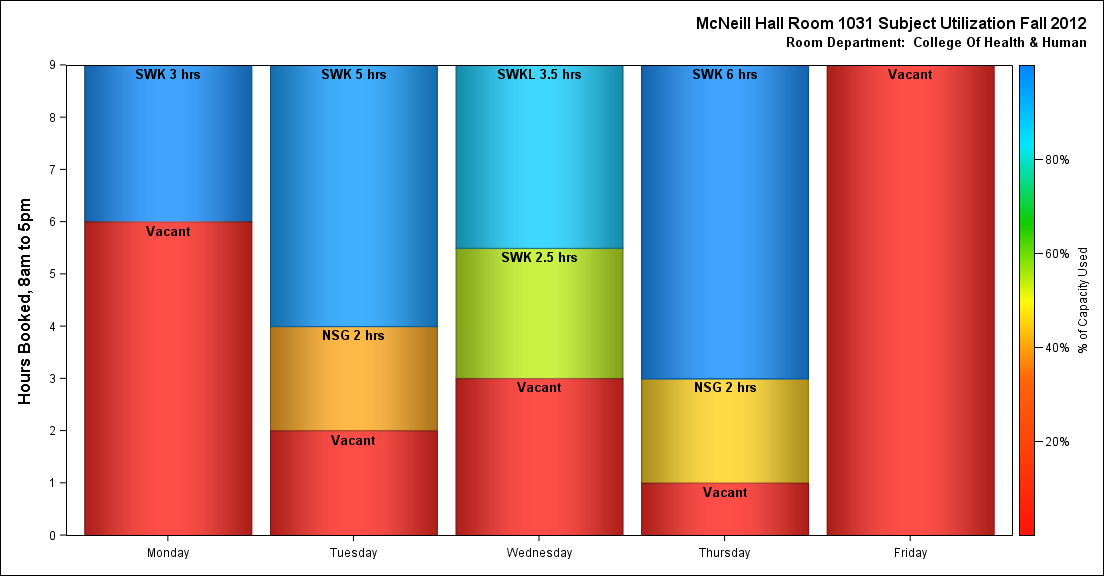 McNeill Hall Room 1031 Subject Utilization Fall 2012
Room Department:  College Of Health & Human
Hours Booked, 8am to 5pm
9
8
7
6
5
4
3
2
1
0
SWK 3 hrs
Vacant
SWK 5 hrs
NSG 2 hrs
Vacant
SWKL 3.5 hrs
SWK 2.5 hrs
Vacant
SWK 6 hrs
NSG 2 hrs
Vacant
Vacant
Monday
Tuesday
Wednesday
Thursday
Friday
80%
60%
40%
20%
% of Capacity Used